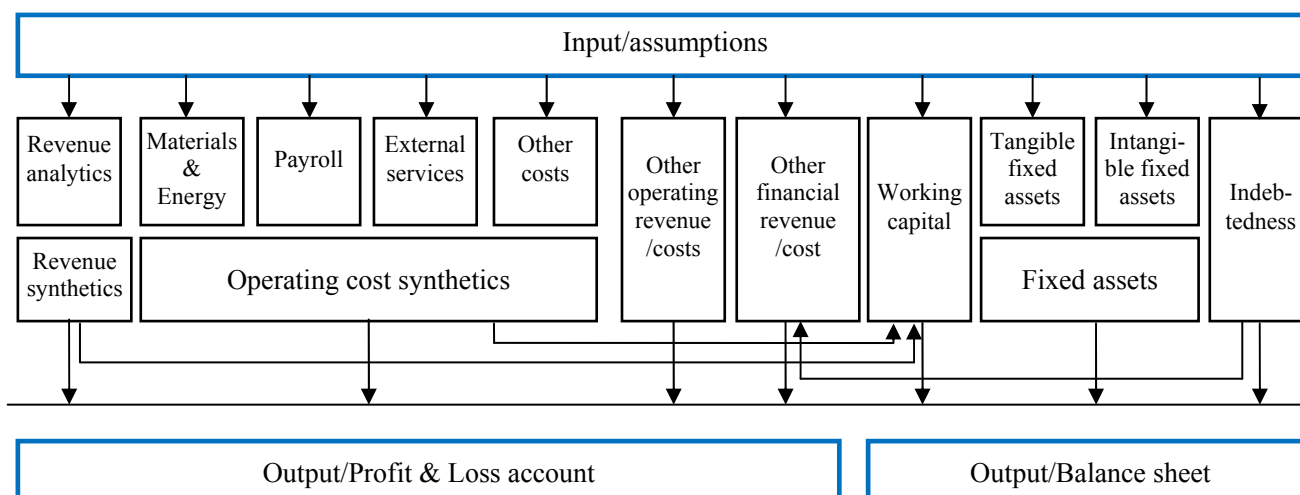 Input/assumptions
Revenue
analytics
Materials
&
Energy
Payroll
External
services
Other
costs
Other
operating
revenue
/costs
Other
financial
revenue
/cost
Working
capital
Tangible
fixed
assets
Intangi-
ble fixed
assets
Indeb-
tedness
Revenue
synthetics
Operating cost synthetics
Fixed assets
Output/Profit & Loss account
Output/Balance sheet